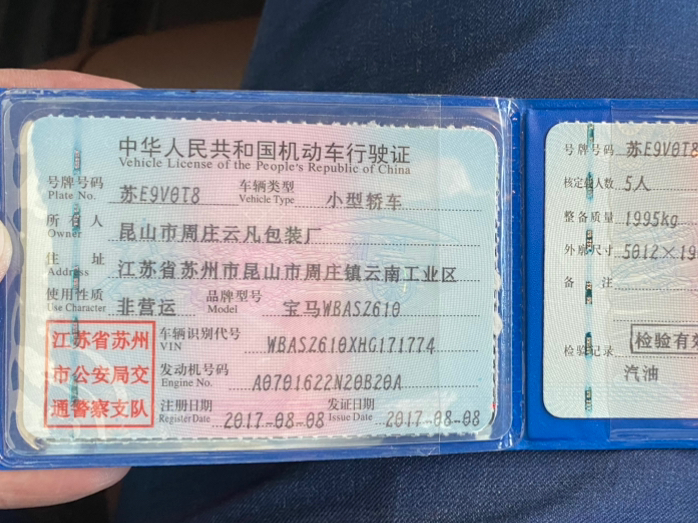 中华人民共和国机动车行驶证
Vehicle License of the People's Republic of China
号牌号码 Plate No. 苏E9V0T8 车辆类型 Vehicle Type 小型轿车
所有人 Owner 昆山市周庄云凡包装厂
住址 Address 江苏省苏州市昆山市周庄镇云南工业区
使用性质 Use Character 非营运 品牌型号 Model 宝马WBASZ610
江苏省苏州
市公安局交
通警察支队
车辆识别代号 VIN WBASZ610XHG171774
发动机号码 Engine No. A0701622N20B20A
注册日期 Register Date 2017-08-08 发证日期 Issue Date 2017-08-08
号牌号码 苏E9V0T8
核定载人数 5人
整备质量 1995kg
外廓尺寸 5012×19
备注
检验记录 检验有效
汽油